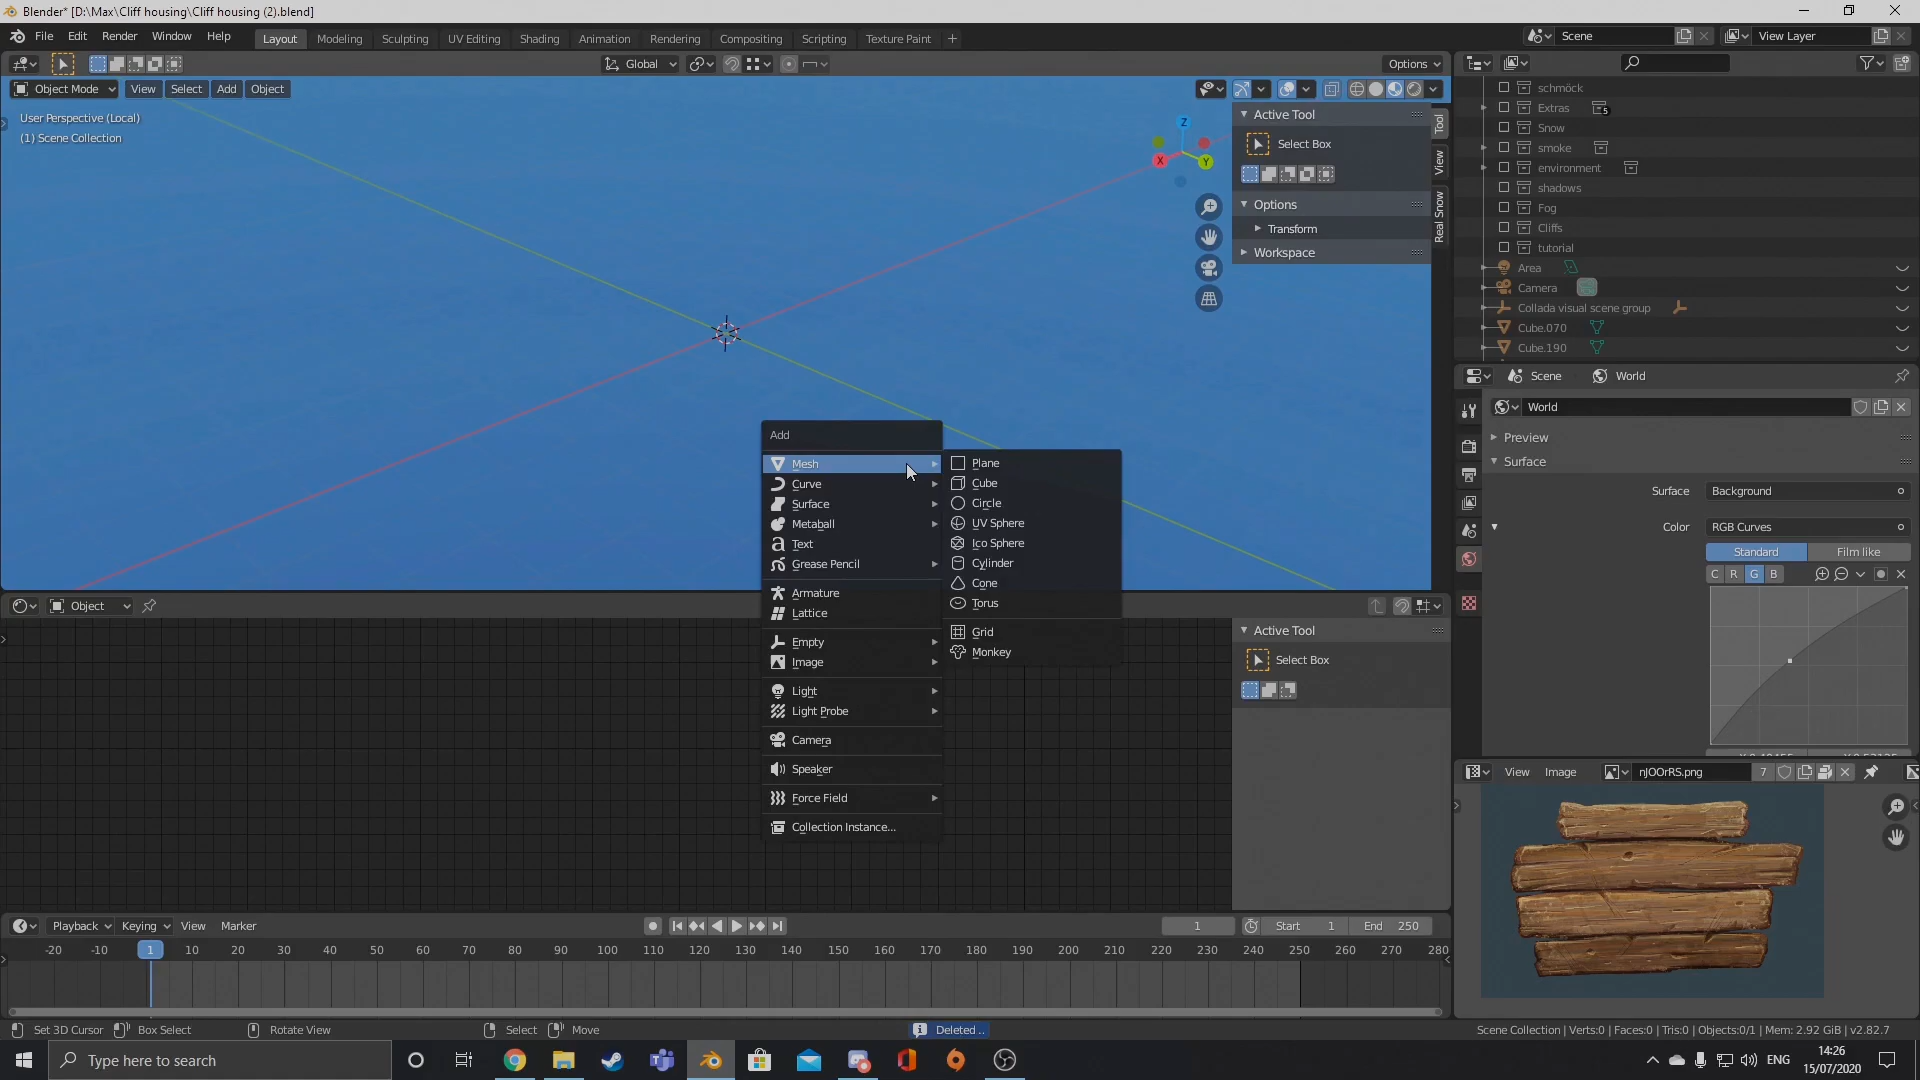 Blender* [D:\Max\Cliff housing\Cliff housing (2).blend]
File Edit Render Window Help Layout Modeling Sculpting UV Editing Shading Animation Rendering Compositing Scripting Texture Paint Scene View Layer
Global Options
Object Mode View Select Add Object
User Perspective (Local)
(1) Scene Collection
Z
X
Y
Active Tool
Select Box
Options
Transform
Workspace
Tool
View
Real Snow
schmöck
Extras 5
Snow
smoke
environment
shadows
Fog
Cliffs
tutorial
Area
Camera
Collada visual scene group
Cube.070
Cube.190
Scene World
World
Preview
Surface
Surface Background
Color RGB Curves
Standard Film like
C R G B
Add
Mesh
Curve
Surface
Metaball
Text
Grease Pencil
Armature
Lattice
Empty
Image
Light
Light Probe
Camera
Speaker
Force Field
Collection Instance...
Plane
Cube
Circle
UV Sphere
Ico Sphere
Cylinder
Cone
Torus
Grid
Monkey
Object
Active Tool
Select Box
View Image nJOOrRS.png 7
Playback Keying View Marker 1 Start 1 End 250
-20 -10 1 10 20 30 40 50 60 70 80 90 100 110 120 130 140 150 160 170 180 190 200 210 220 230 240 250 260 270 280
Set 3D Cursor Box Select Rotate View Select Move Deleted .. Scene Collection | Verts:0 | Faces:0 | Tris:0 | Objects:0/1 | Mem: 2.92 GiB | v2.82.7
Type here to search ENG
14:26
15/07/2020